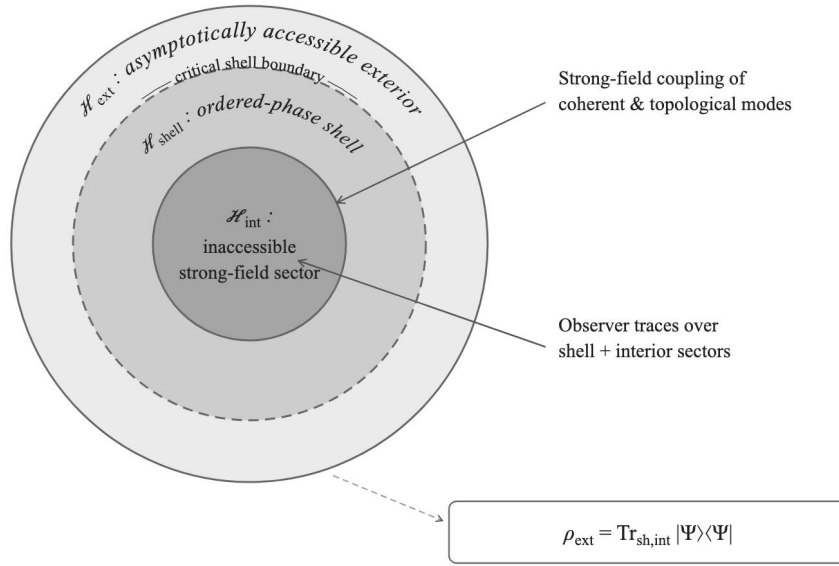 ℋ_ext : asymptotically accessible exterior
critical shell boundary
ℋ_shell : ordered-phase shell
ℋ_int :
inaccessible
strong-field sector
Strong-field coupling of
coherent & topological modes
Observer traces over
shell + interior sectors
ρ_ext = Tr_sh,int |Ψ⟩⟨Ψ|